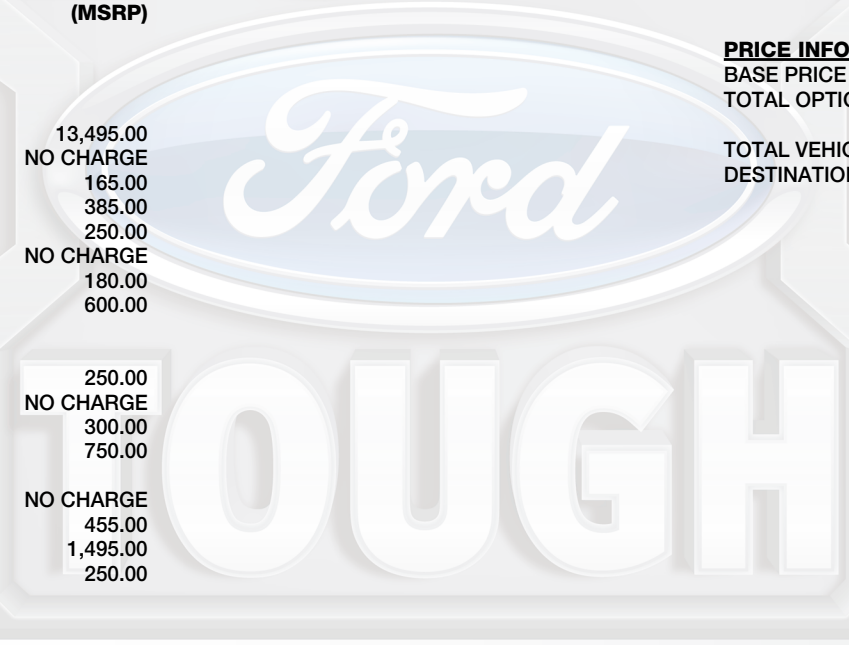 (MSRP)
13,495.00
NO CHARGE
165.00
385.00
250.00
NO CHARGE
180.00
600.00
250.00
NO CHARGE
300.00
750.00
NO CHARGE
455.00
1,495.00
250.00
PRICE INFO
BASE PRICE
TOTAL OPTIO
TOTAL VEHIC
DESTINATION
Ford
TOUGH